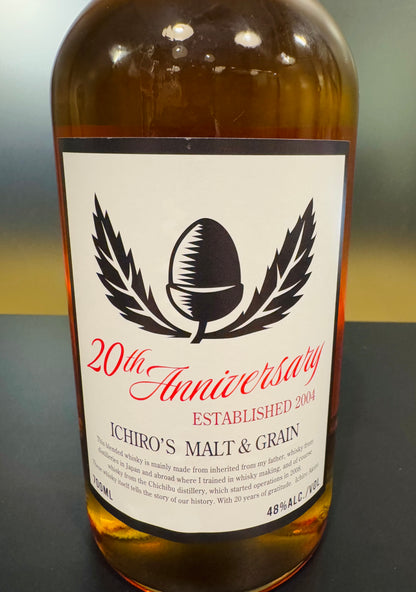 20th Anniversary
ESTABLISHED 2004
ICHIRO'S MALT & GRAIN
This blended whisky is mainly made from inherited from my father, whisky from
distilleries in Japan and abroad where I trained in whisky making, and of course
whisky from the Chichibu distillery, which started operations in 2008.
These whisky itself tells the story of our history. With 20 years of gratitude. Ichiro Akuto
700ML
48%ALC./VOL